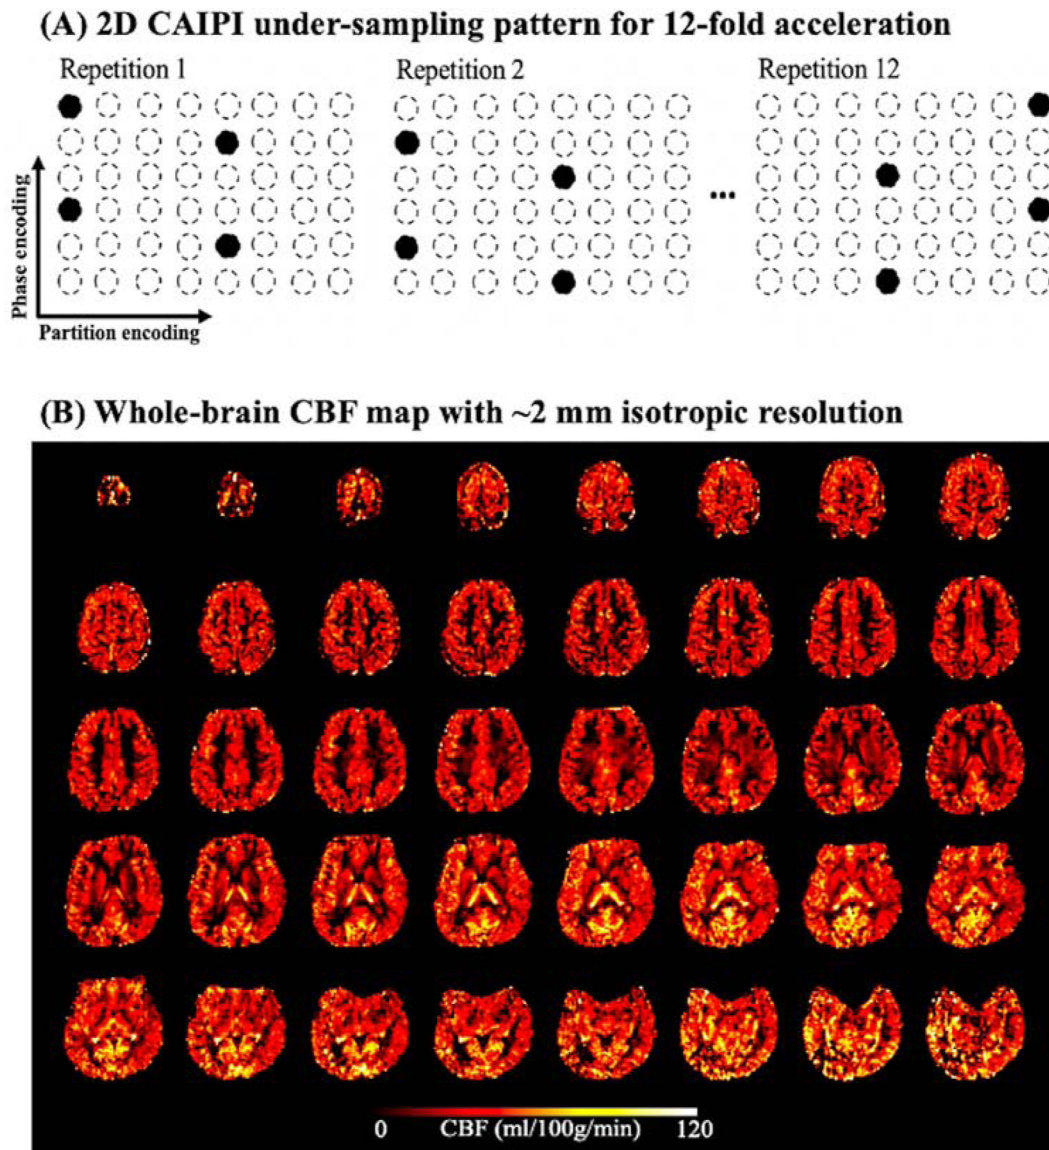 (A) 2D CAIPI under-sampling pattern for 12-fold acceleration
Repetition 1
Repetition 2
Repetition 12
...
Phase encoding
Partition encoding
(B) Whole-brain CBF map with ~2 mm isotropic resolution
0 CBF (ml/100g/min) 120